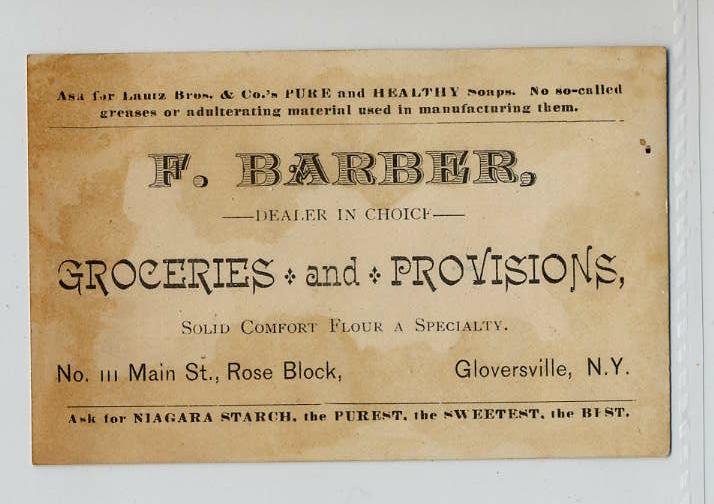 Ask for Lautz Bros. & Co.'s PURE and HEALTHY Soaps. No so-called
greases or adulterating material used in manufacturing them.
F. BARBER,
DEALER IN CHOICE
GROCERIES and PROVISIONS,
SOLID COMFORT FLOUR A SPECIALTY.
No. 111 Main St., Rose Block, Gloversville, N.Y.
Ask for NIAGARA STARCH, the PUREST, the SWEETEST, the BEST.